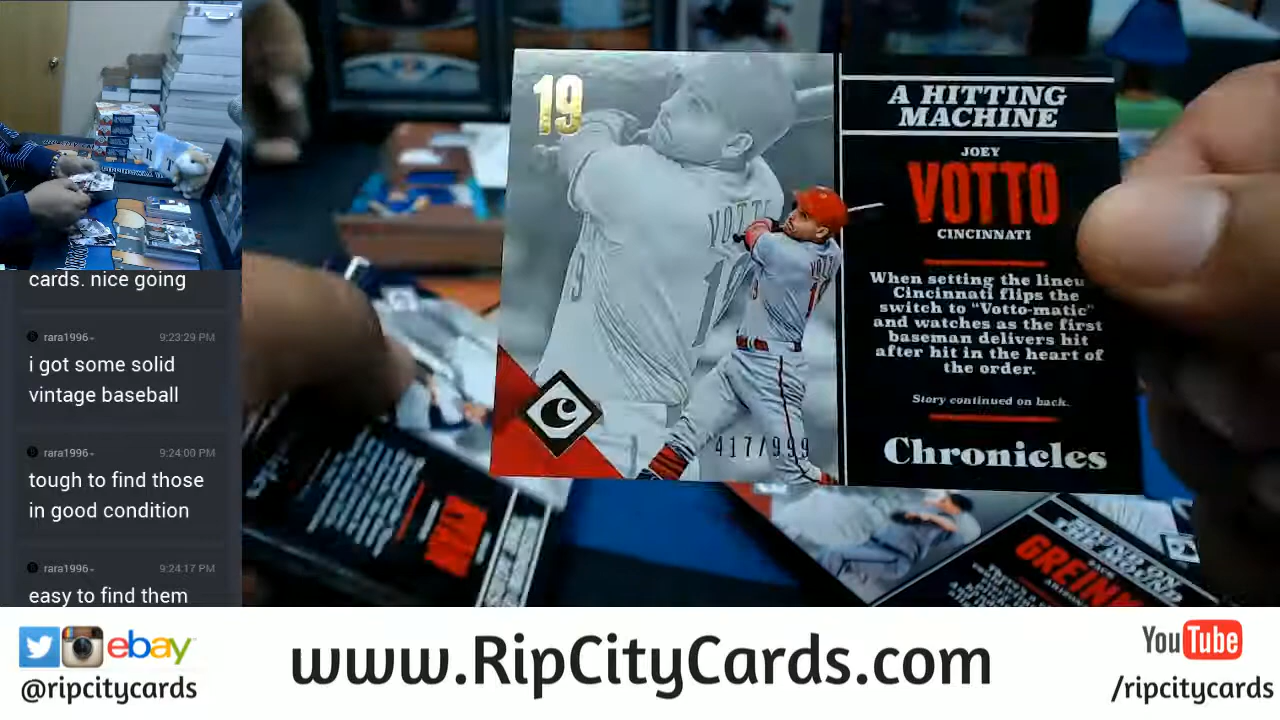 cards. nice going
rara1996
9:23:29 PM
i got some solid
vintage baseball
rara1996
9:24:00 PM
tough to find those
in good condition
rara1996
9:24:17 PM
easy to find them
19
VOTTO
19
C
417/999
A HITTING
MACHINE
JOEY
VOTTO
CINCINNATI
When setting the lineu
Cincinnati flips the
switch to “Votto-matic”
and watches as the first
baseman delivers hit
after hit in the heart of
the order.
Story continued on back.
Chronicles
GREIN
ebay
@ripcitycards
www.RipCityCards.com
YouTube
/ripcitycards